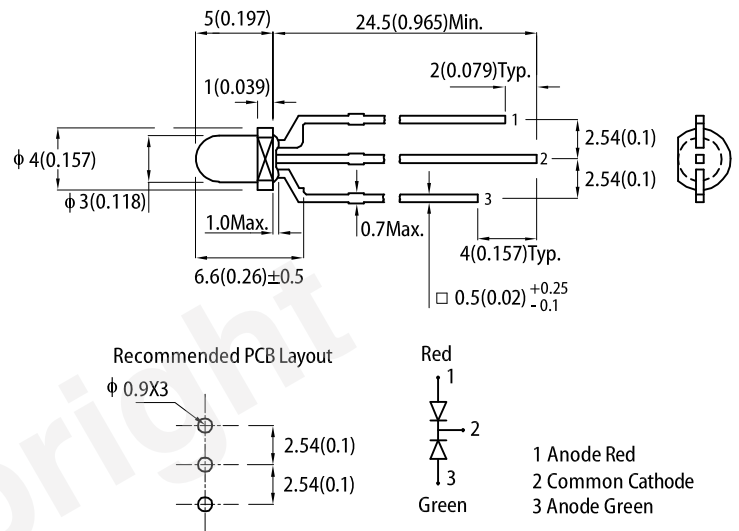 5(0.197)
24.5(0.965)Min.
2(0.079)Typ.
1(0.039)
1
2.54(0.1)
ϕ 4(0.157)
2
2.54(0.1)
ϕ 3(0.118)
3
1.0Max.
0.7Max.
4(0.157)Typ.
6.6(0.26)±0.5
□ 0.5(0.02) +0.25 -0.1
Recommended PCB Layout
Red
ϕ 0.9X3
1
2.54(0.1)
2
1 Anode Red
2.54(0.1)
3
2 Common Cathode
Green
3 Anode Green